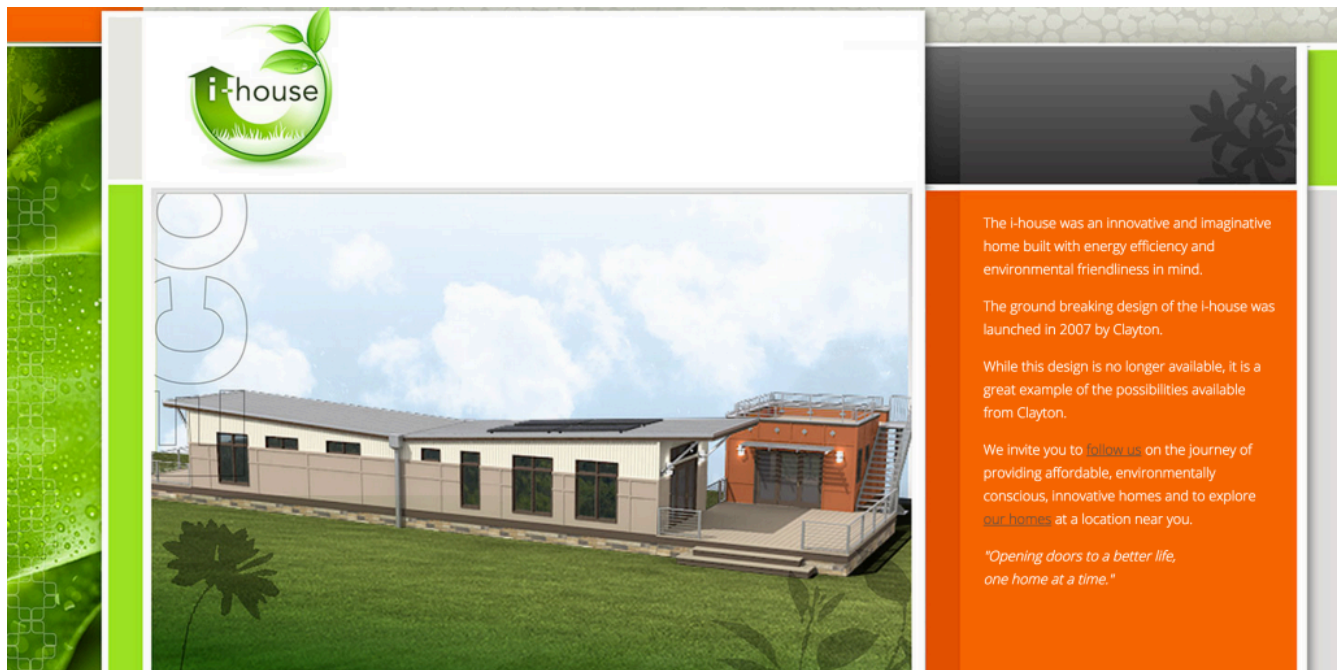 i-house
ECO
The i-house was an innovative and imaginative
home built with energy efficiency and
environmental friendliness in mind.
The ground breaking design of the i-house was
launched in 2007 by Clayton.
While this design is no longer available, it is a
great example of the possibilities available
from Clayton.
We invite you to follow us on the journey of
providing affordable, environmentally
conscious, innovative homes and to explore
our homes at a location near you.
"Opening doors to a better life,
one home at a time."